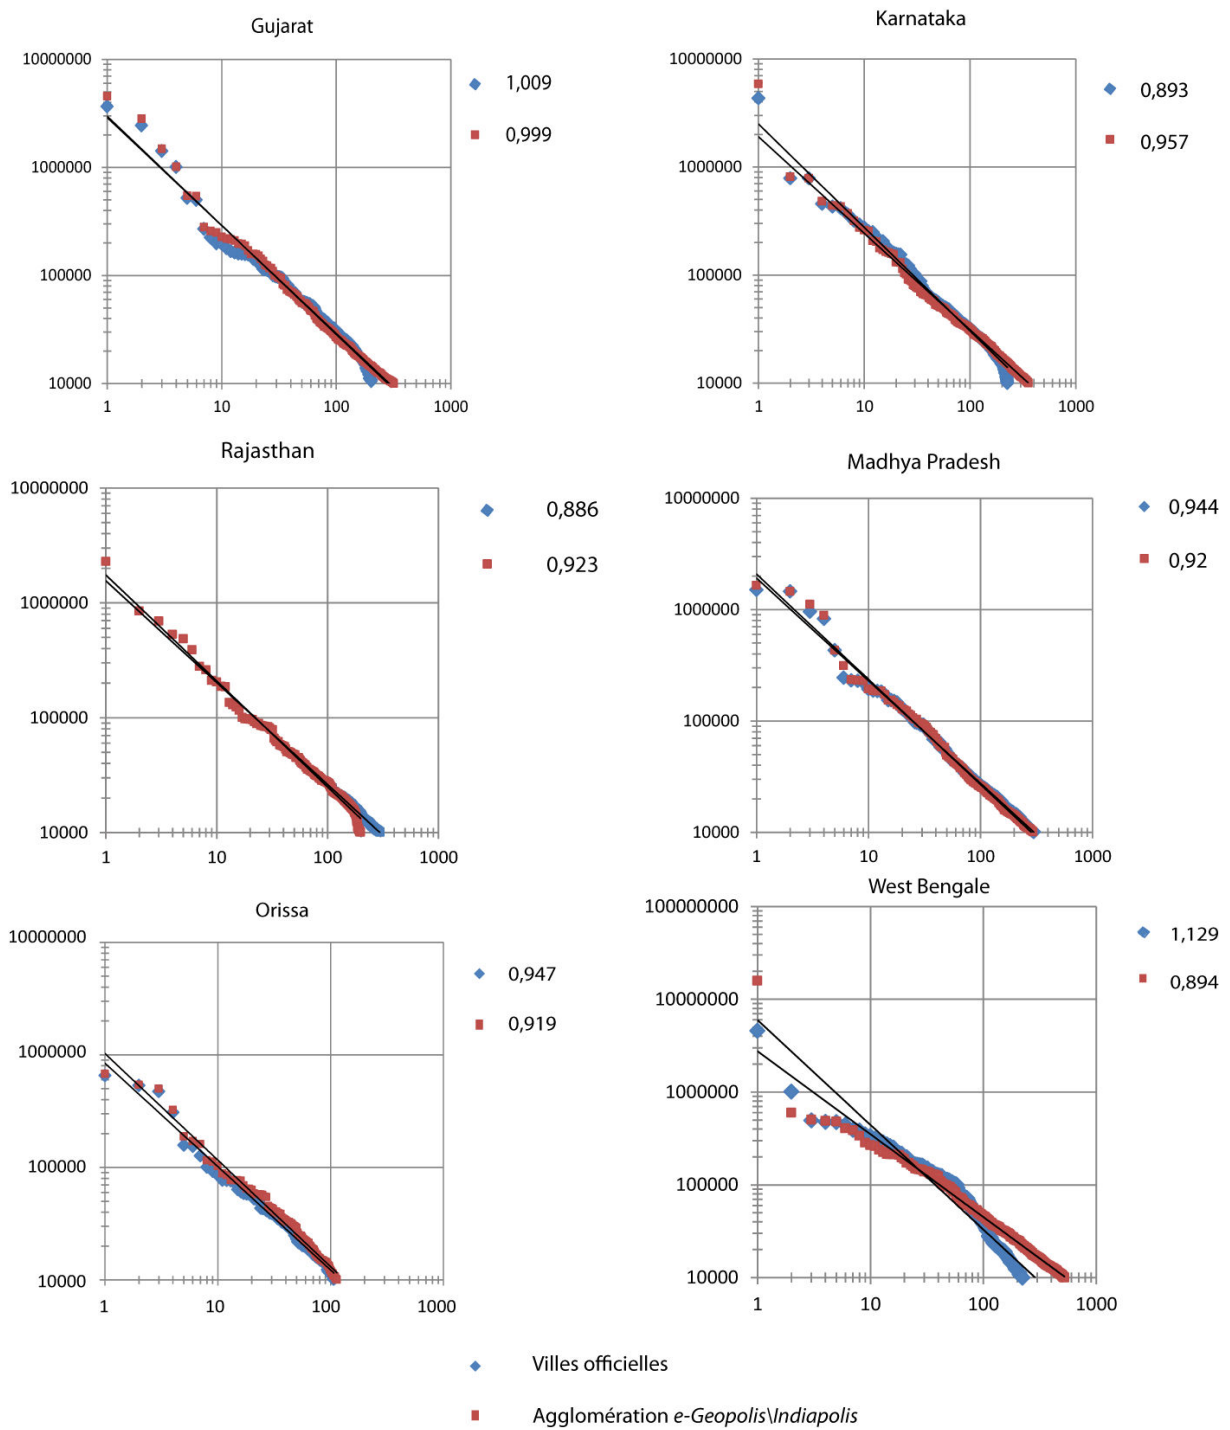 Gujarat
10000000
1000000
100000
10000
1 10 100 1000
1,009
0,999
Karnataka
10000000
1000000
100000
10000
1 10 100 1000
0,893
0,957
Rajasthan
10000000
1000000
100000
10000
1 10 100 1000
0,886
0,923
Madhya Pradesh
10000000
1000000
100000
10000
1 10 100 1000
0,944
0,92
Orissa
10000000
1000000
100000
10000
1 10 100 1000
0,947
0,919
West Bengale
100000000
10000000
1000000
100000
10000
1 10 100 1000
1,129
0,894
Villes officielles
Agglomération e-Geopolis\Indiapolis